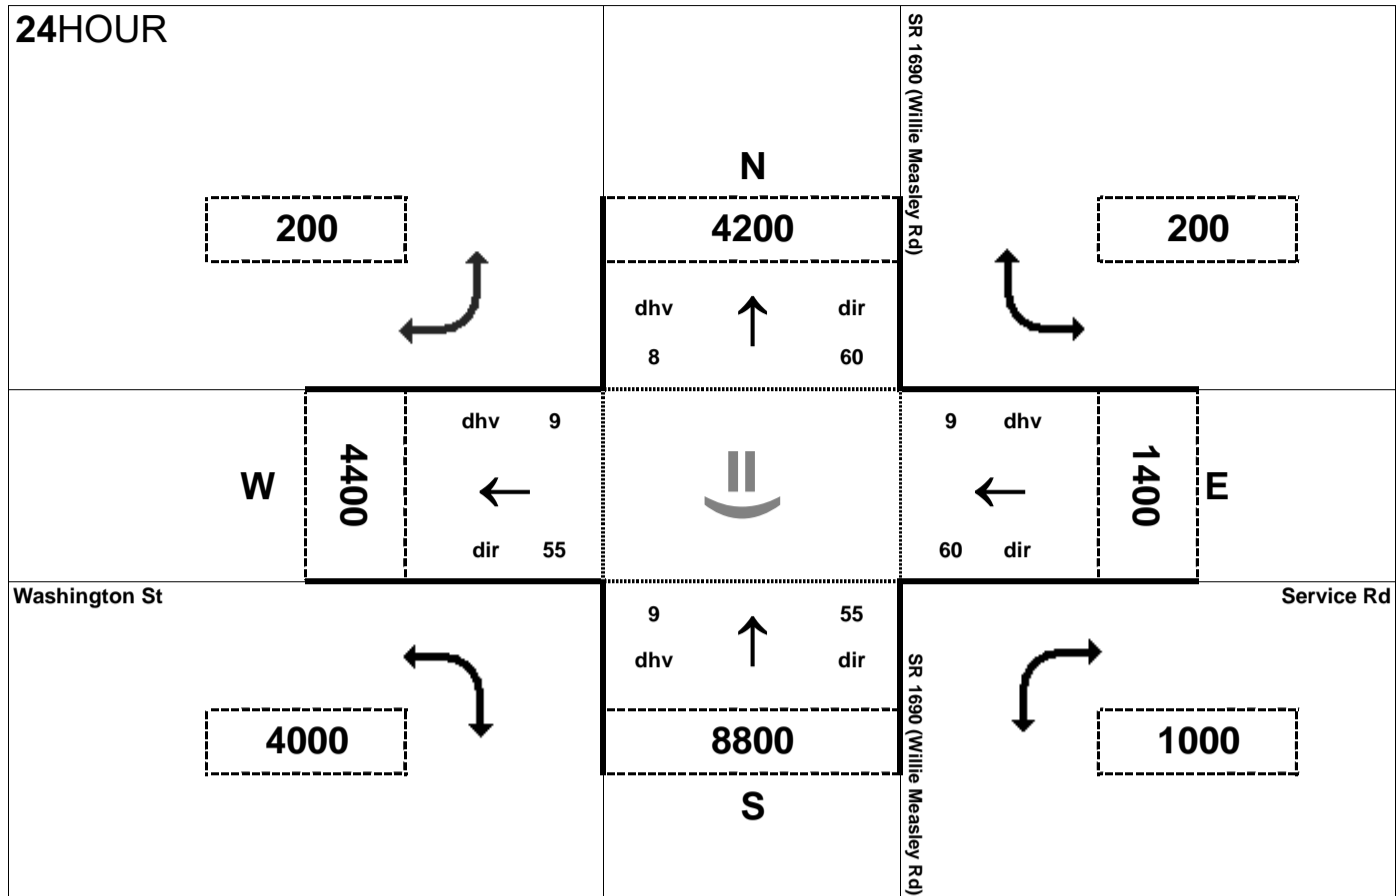 24HOUR
SR 1690 (Willie Measley Rd)
N
200
4200
200
dhv
dir
8
60
dhv 9
9 dhv
W
4400
1400
E
dir 55
60 dir
Washington St
Service Rd
9
55
dhv
dir
SR 1690 (Willie Measley Rd)
4000
8800
1000
S